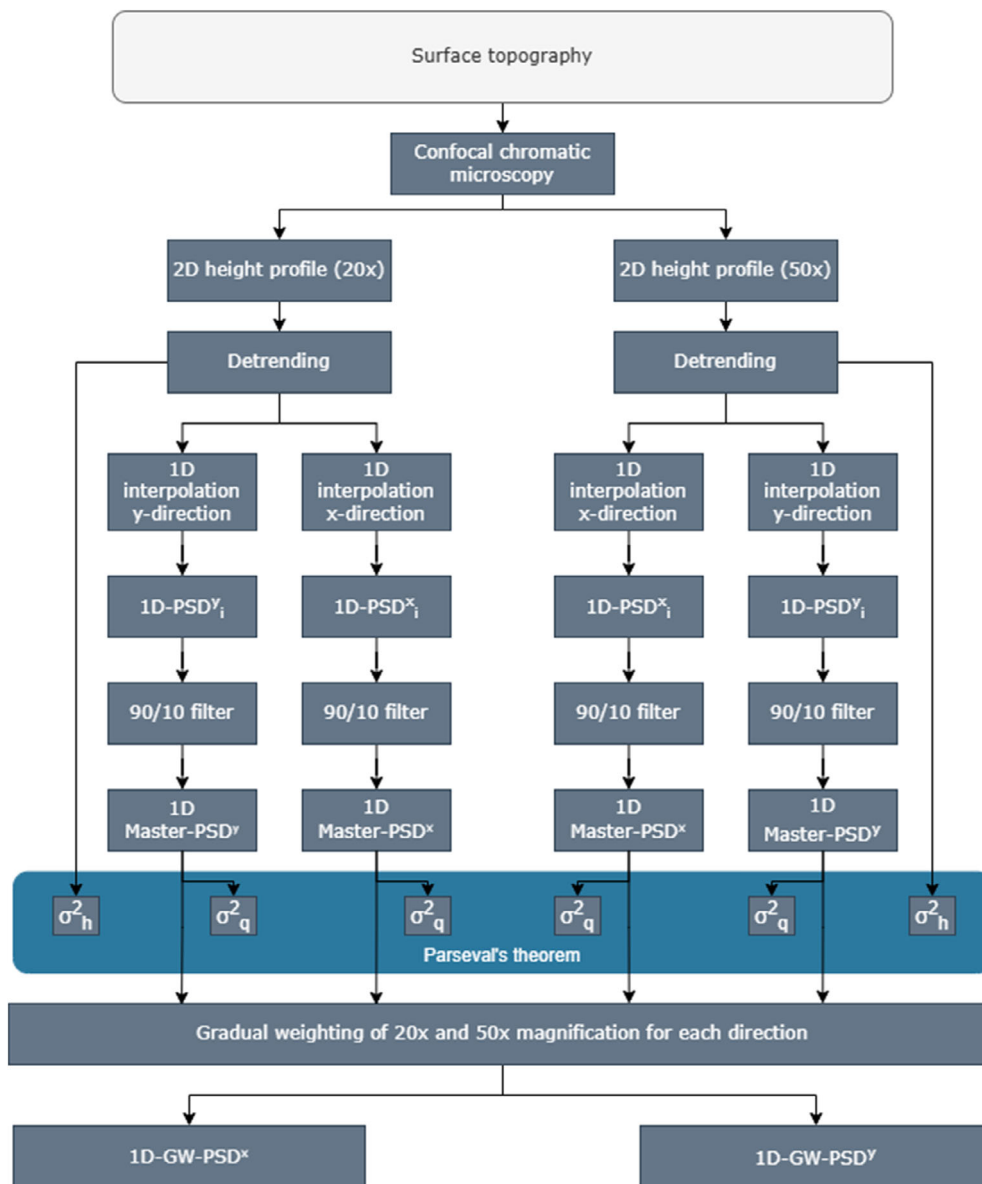 Surface topography
Confocal chromatic
microscopy
2D height profile (20x)
2D height profile (50x)
Detrending
Detrending
1D
interpolation
y-direction
1D
interpolation
x-direction
1D
interpolation
x-direction
1D
interpolation
y-direction
1D-PSDʸᵢ
1D-PSDˣᵢ
1D-PSDˣᵢ
1D-PSDʸᵢ
90/10 filter
90/10 filter
90/10 filter
90/10 filter
1D
Master-PSDʸ
1D
Master-PSDˣ
1D
Master-PSDˣ
1D
Master-PSDʸ
σ²ₕ
σ²q
σ²q
σ²q
σ²q
σ²ₕ
Parseval's theorem
Gradual weighting of 20x and 50x magnification for each direction
1D-GW-PSDˣ
1D-GW-PSDʸ